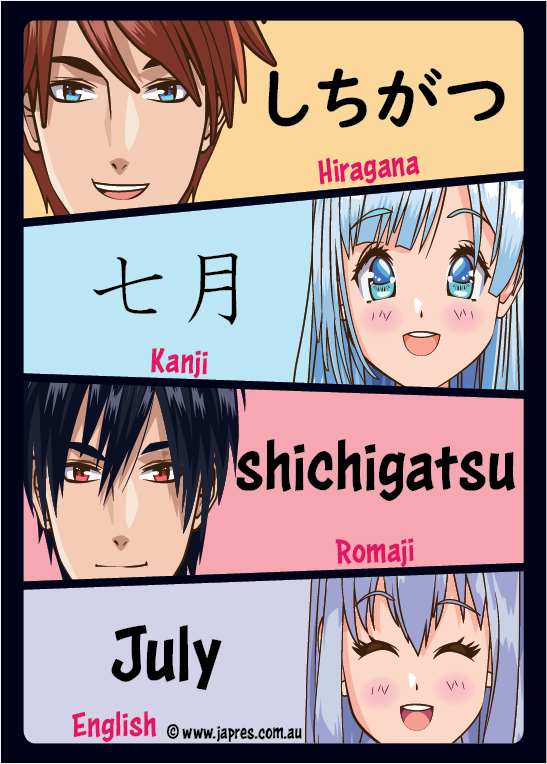 しちがつ
Hiragana
七月
Kanji
shichigatsu
Romaji
July
English © www.japres.com.au